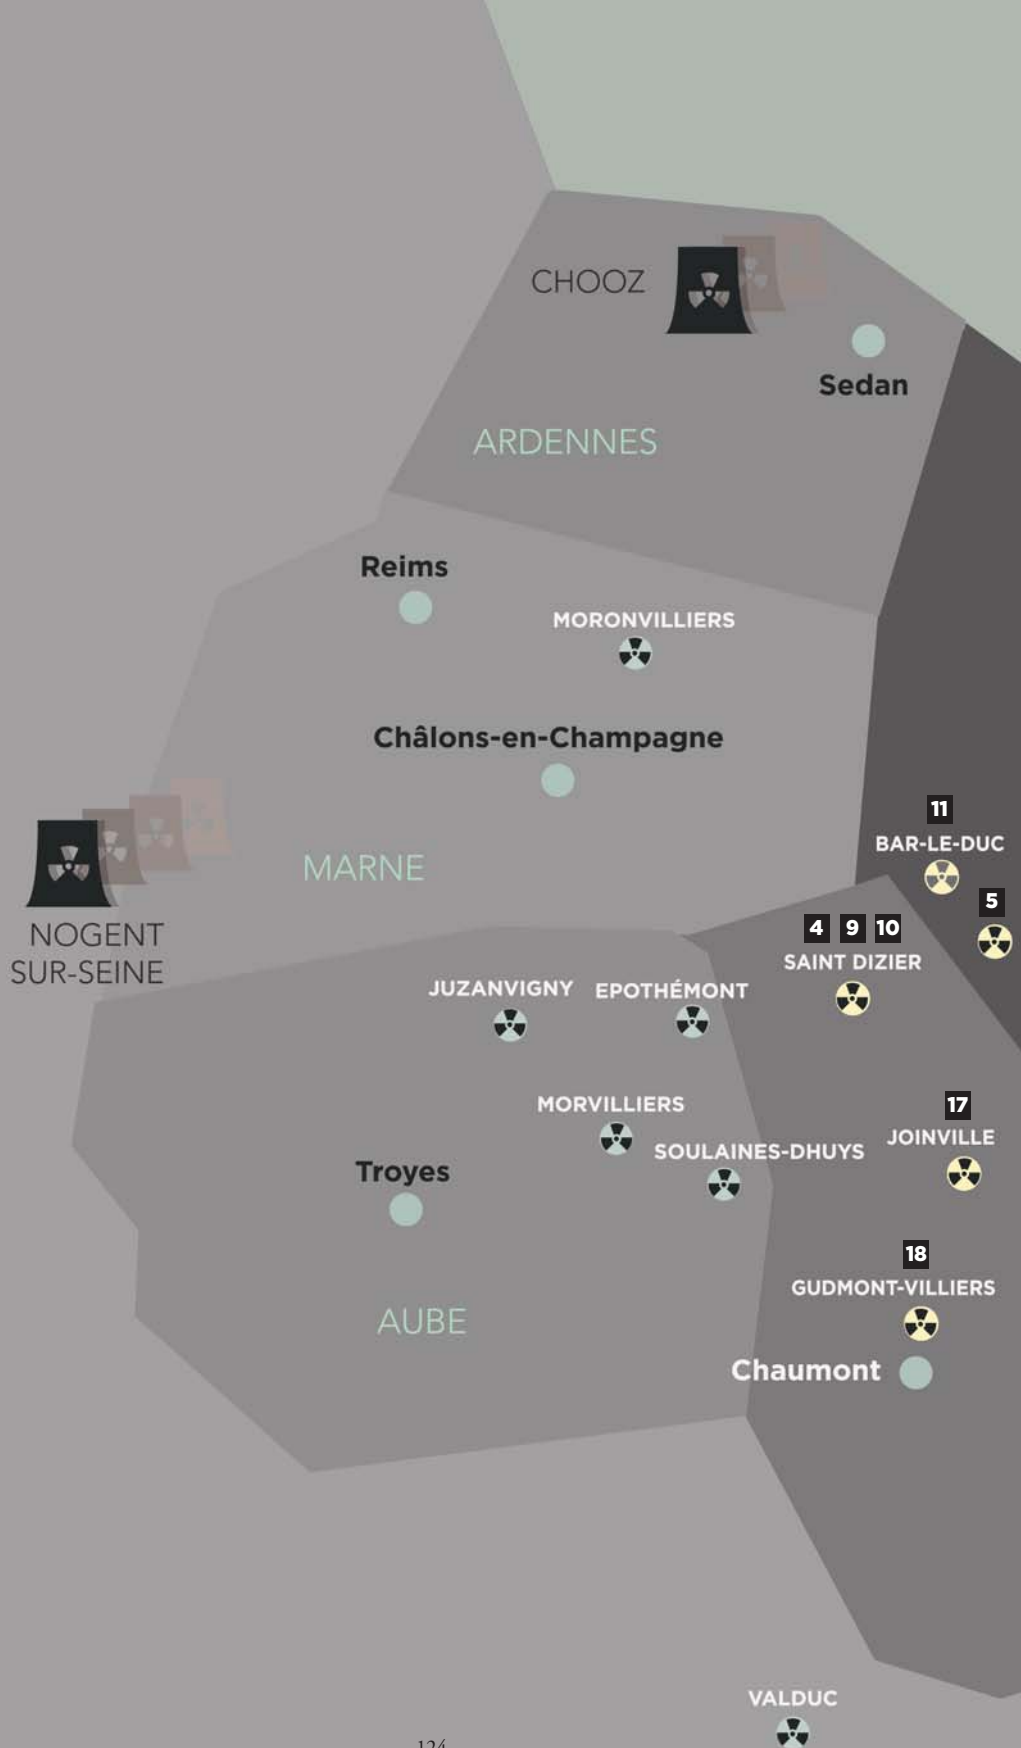 CHOOZ
Sedan
ARDENNES
Reims
MORONVILLIERS
Châlons-en-Champagne
11
BAR-LE-DUC
MARNE
5
NOGENT
SUR-SEINE
4 9 10
SAINT DIZIER
JUZANVIGNY
EPOTHÉMONT
MORVILLIERS
17
JOINVILLE
SOULAINES-DHUYS
Troyes
18
GUDMONT-VILLIERS
AUBE
Chaumont
VALDUC
124